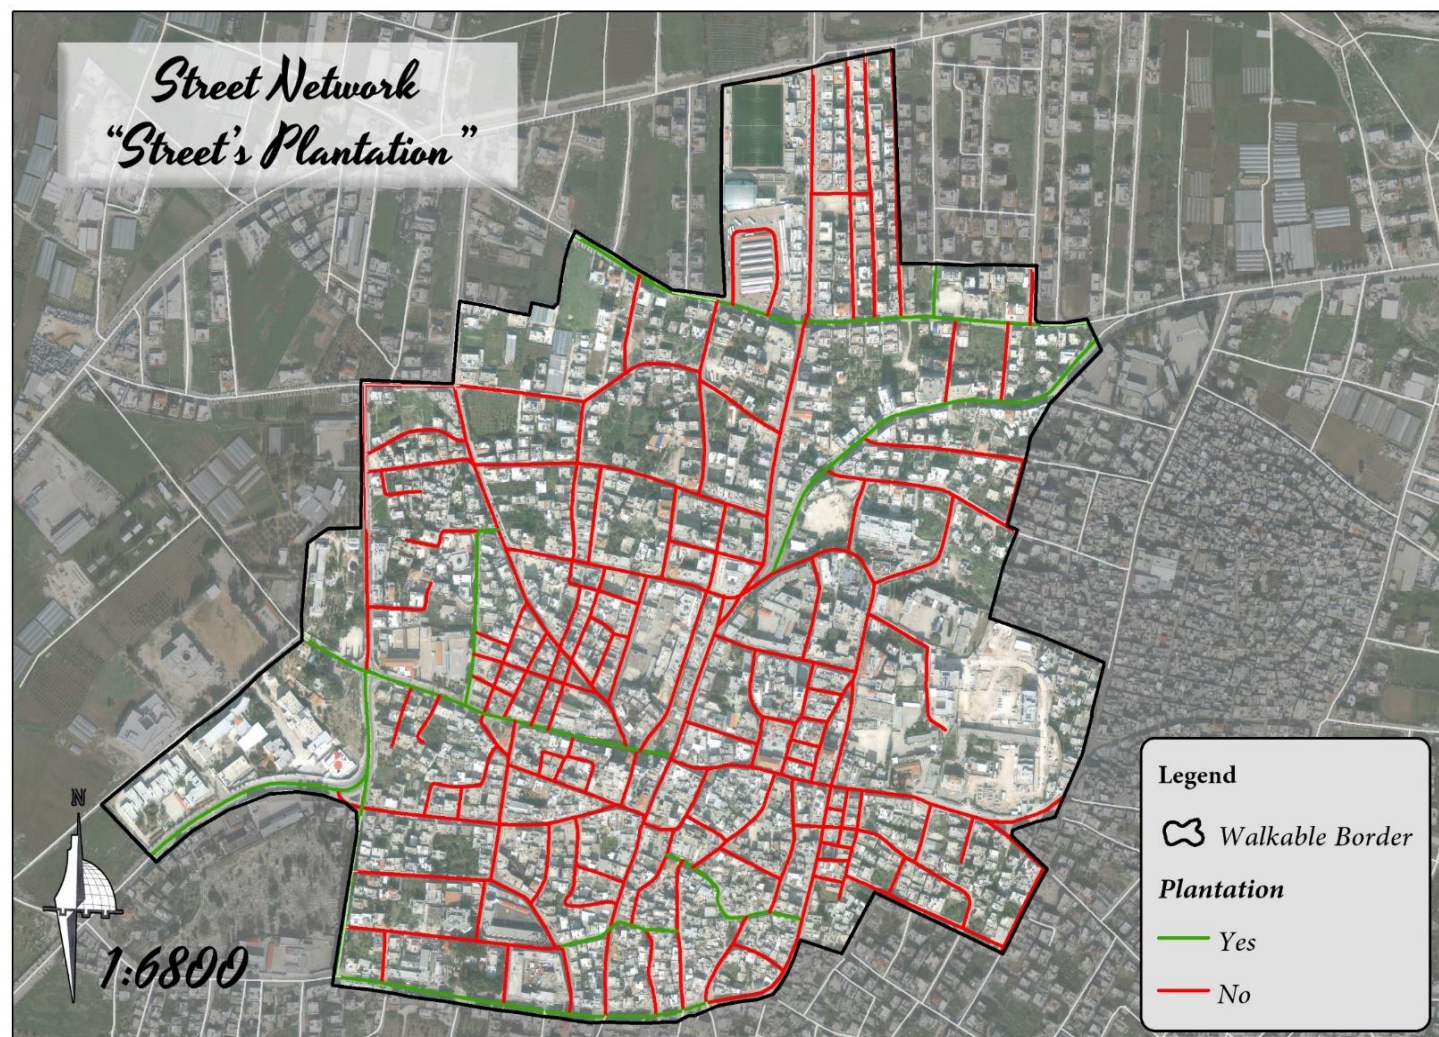 Street Network
“Street's Plantation”
N
1:6800
Legend
Walkable Border
Plantation
Yes
No